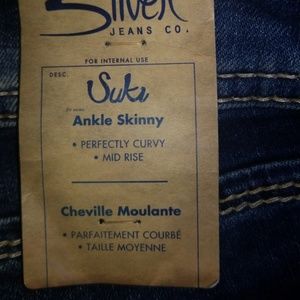 Silver
JEANS CO.
FOR INTERNAL USE
DESC.
Suki
Ankle Skinny
• PERFECTLY CURVY
• MID RISE
Cheville Moulante
• PARFAITEMENT COURBÉ
• TAILLE MOYENNE